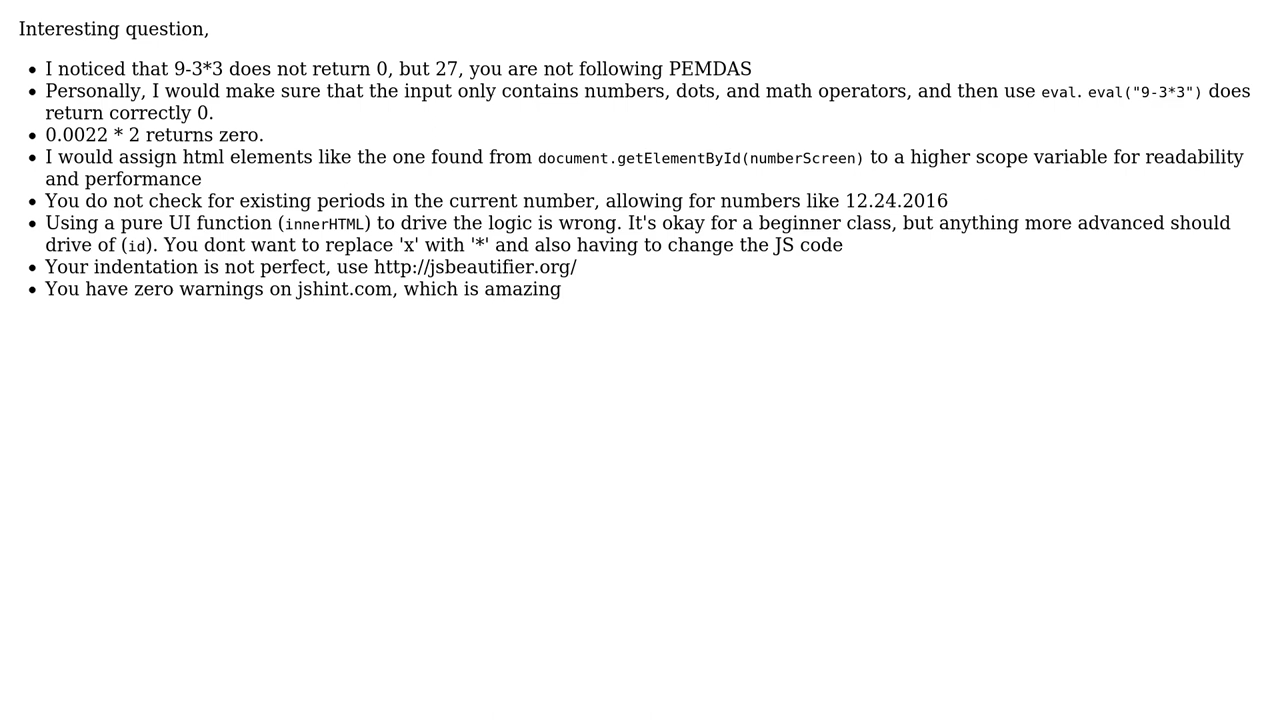 Interesting question,
• I noticed that 9-3*3 does not return 0, but 27, you are not following PEMDAS
• Personally, I would make sure that the input only contains numbers, dots, and math operators, and then use eval. eval("9-3*3") does
return correctly 0.
• 0.0022 * 2 returns zero.
• I would assign html elements like the one found from document.getElementById(numberScreen) to a higher scope variable for readability
and performance
• You do not check for existing periods in the current number, allowing for numbers like 12.24.2016
• Using a pure UI function (innerHTML) to drive the logic is wrong. It's okay for a beginner class, but anything more advanced should
drive of (id). You dont want to replace 'x' with '*' and also having to change the JS code
• Your indentation is not perfect, use http://jsbeautifier.org/
• You have zero warnings on jshint.com, which is amazing